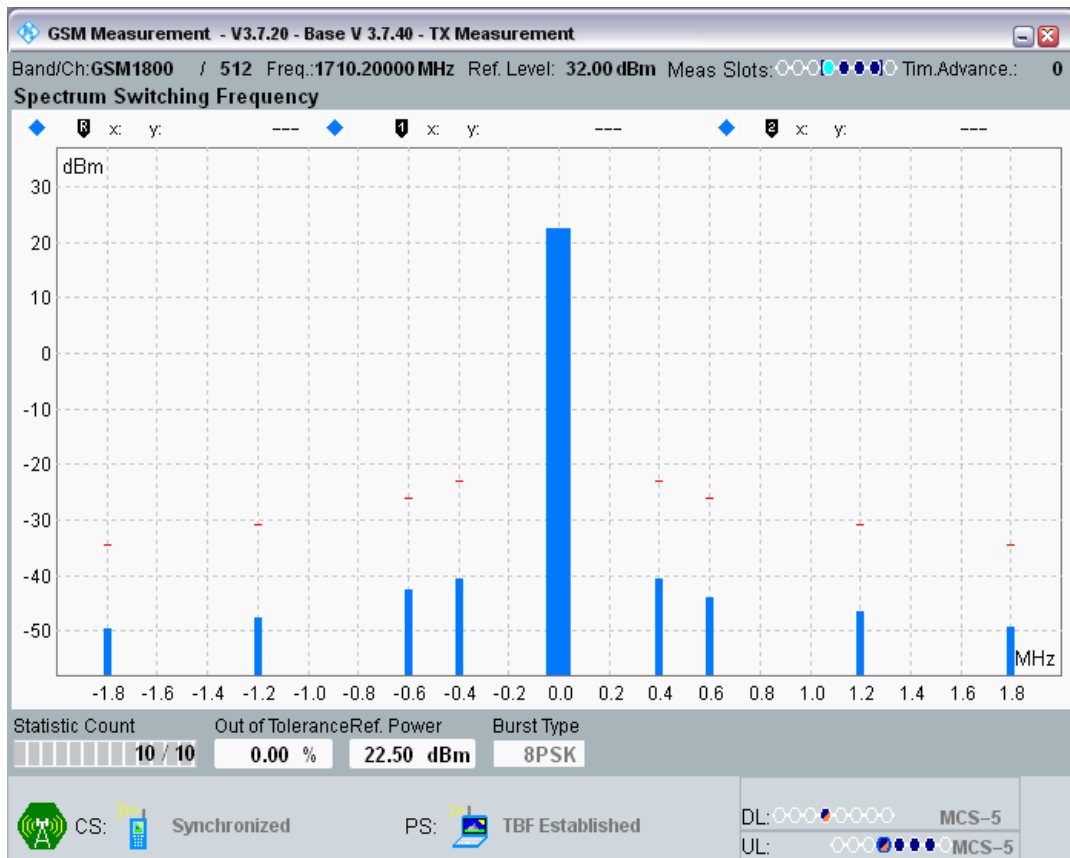 GSM Measurement - V3.7.20 - Base V 3.7.40 - TX Measurement
Band/Ch:GSM1800 / 512 Freq.:1710.20000 MHz Ref. Level: 32.00 dBm Meas Slots: Tim.Advance.: 0
Spectrum Switching Frequency
R x: y: --- 1 x: y: --- 2 x: y: ---
dBm
30
20
10
0
-10
-20
-30
-40
-50
MHz
-1.8 -1.6 -1.4 -1.2 -1.0 -0.8 -0.6 -0.4 -0.2 0.0 0.2 0.4 0.6 0.8 1.0 1.2 1.4 1.6 1.8
Statistic Count Out of Tolerance Ref. Power Burst Type
10 / 10 0.00 % 22.50 dBm 8PSK
CS: Synchronized PS: TBF Established
DL: MCS-5
UL: MCS-5